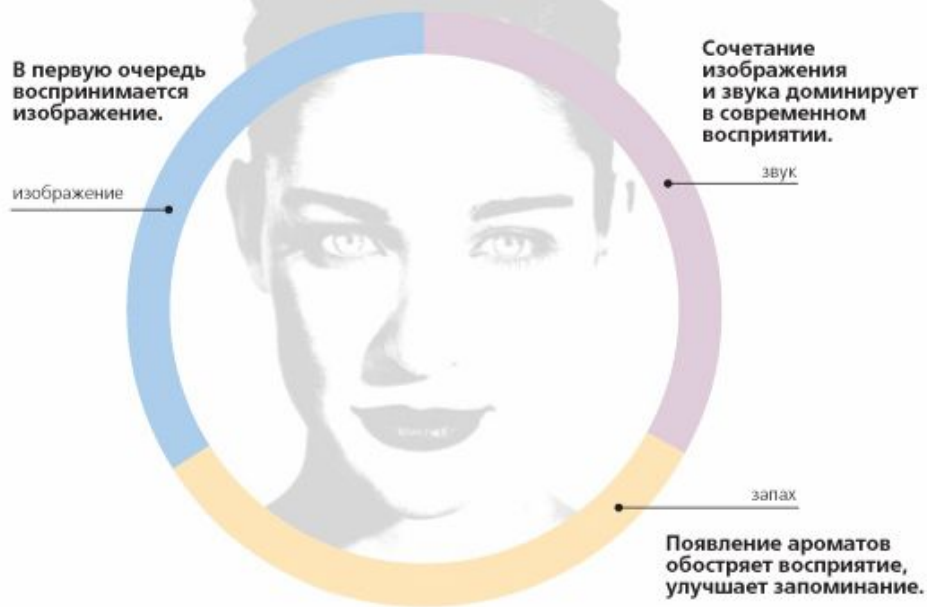 В первую очередь
воспринимается
изображение.
изображение
Сочетание
изображения
и звука доминирует
в современном
восприятии.
звук
запах
Появление ароматов
обостряет восприятие,
улучшает запоминание.